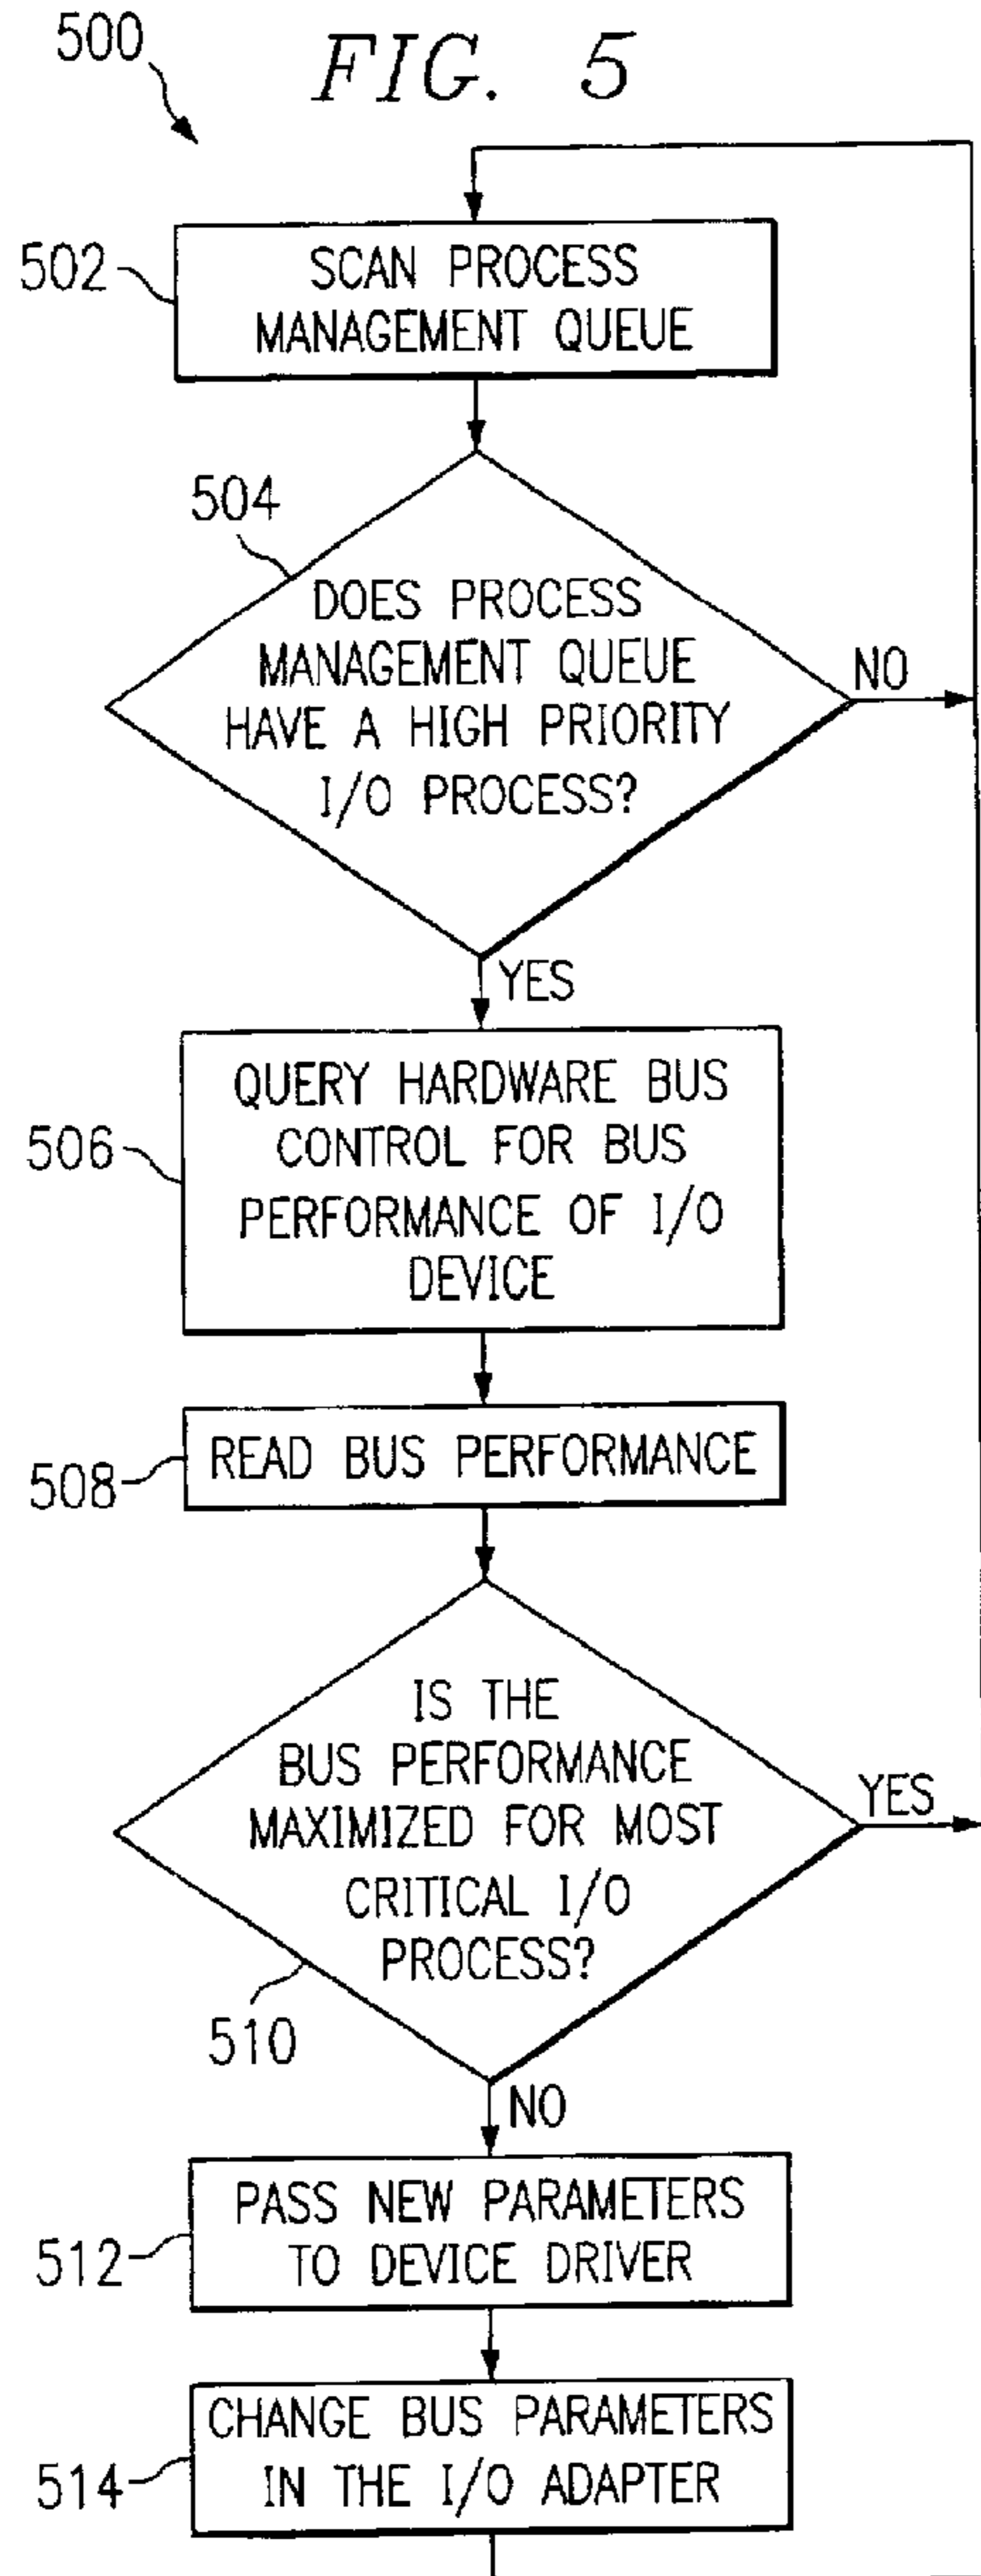 500
FIG. 5
502
SCAN PROCESS
MANAGEMENT QUEUE
504
DOES PROCESS
MANAGEMENT QUEUE
HAVE A HIGH PRIORITY
I/O PROCESS?
NO
YES
506
QUERY HARDWARE BUS
CONTROL FOR BUS
PERFORMANCE OF I/O
DEVICE
508
READ BUS PERFORMANCE
IS THE
BUS PERFORMANCE
MAXIMIZED FOR MOST
CRITICAL I/O
PROCESS?
YES
510
NO
512
PASS NEW PARAMETERS
TO DEVICE DRIVER
514
CHANGE BUS PARAMETERS
IN THE I/O ADAPTER